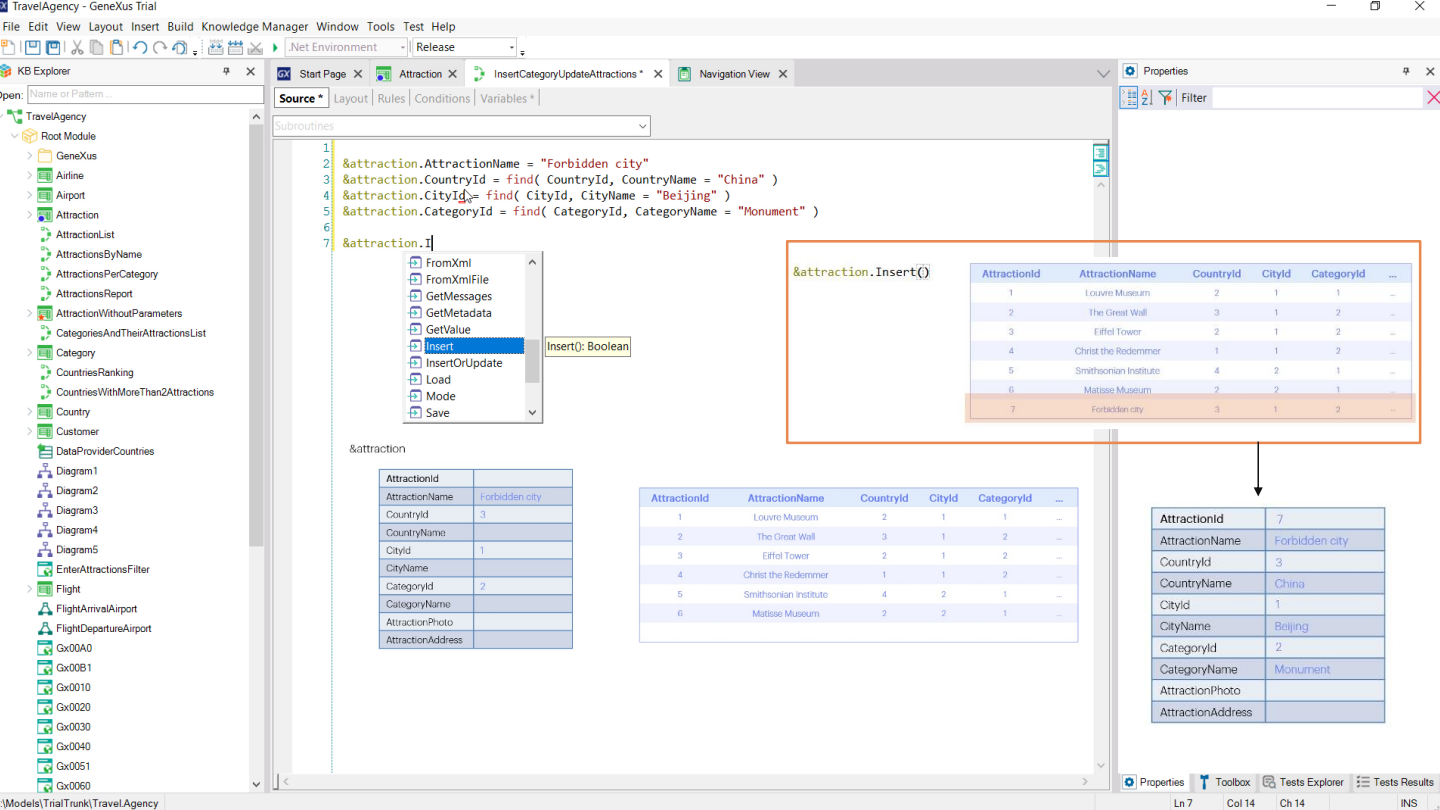 TravelAgency - GeneXus Trial
File Edit View Layout Insert Build Knowledge Manager Window Tools Test Help
.Net Environment
Release
KB Explorer
Open: Name or Pattern ...
TravelAgency
Root Module
GeneXus
Airline
Airport
Attraction
AttractionList
AttractionsByName
AttractionsPerCategory
AttractionsReport
AttractionWithoutParameters
CategoriesAndTheirAttractionsList
Category
CountriesRanking
CountriesWithMoreThan2Attractions
Country
Customer
DataProviderCountries
Diagram1
Diagram2
Diagram3
Diagram4
Diagram5
EnterAttractionsFilter
Flight
FlightArrivalAirport
FlightDepartureAirport
Gx00A0
Gx00B1
Gx0010
Gx0020
Gx0030
Gx0040
Gx0051
Gx0060
GX Start Page Attraction InsertCategoryUpdateAttractions * Navigation View
Source * Layout Rules Conditions Variables *
Subroutines
1
2 &attraction.AttractionName = "Forbidden city"
3 &attraction.CountryId = find( CountryId, CountryName = "China" )
4 &attraction.CityId = find( CityId, CityName = "Beijing" )
5 &attraction.CategoryId = find( CategoryId, CategoryName = "Monument" )
6
7 &attraction.I
FromXml
FromXmlFile
GetMessages
GetMetadata
GetValue
Insert
InsertOrUpdate
Load
Mode
Save
Insert(): Boolean
&attraction
AttractionId
AttractionName Forbidden city
CountryId 3
CountryName
CityId 1
CityName
CategoryId 2
CategoryName
AttractionPhoto
AttractionAddress
AttractionId AttractionName CountryId CityId CategoryId ...
1 Louvre Museum 2 1 1 ...
2 The Great Wall 3 1 2 ...
3 Eiffel Tower 2 1 2 ...
4 Christ the Redemmer 1 1 2 ...
5 Smithsonian Institute 4 2 1 ...
6 Matisse Museum 2 2 1 ...
&attraction.Insert()
AttractionId AttractionName CountryId CityId CategoryId ...
1 Louvre Museum 2 1 1 ...
2 The Great Wall 3 1 2 ...
3 Eiffel Tower 2 1 2 ...
4 Christ the Redemmer 1 1 2 ...
5 Smithsonian Institute 4 2 1 ...
6 Matisse Museum 2 2 1 ...
7 Forbidden city 3 1 2 ...
AttractionId 7
AttractionName Forbidden city
CountryId 3
CountryName China
CityId 1
CityName Beijing
CategoryId 2
CategoryName Monument
AttractionPhoto
AttractionAddress
Properties
Filter
Properties Toolbox Tests Explorer Tests Results
:\Models\TrialTrunk\Travel.Agency
Ln 7 Col 14 Ch 14 INS